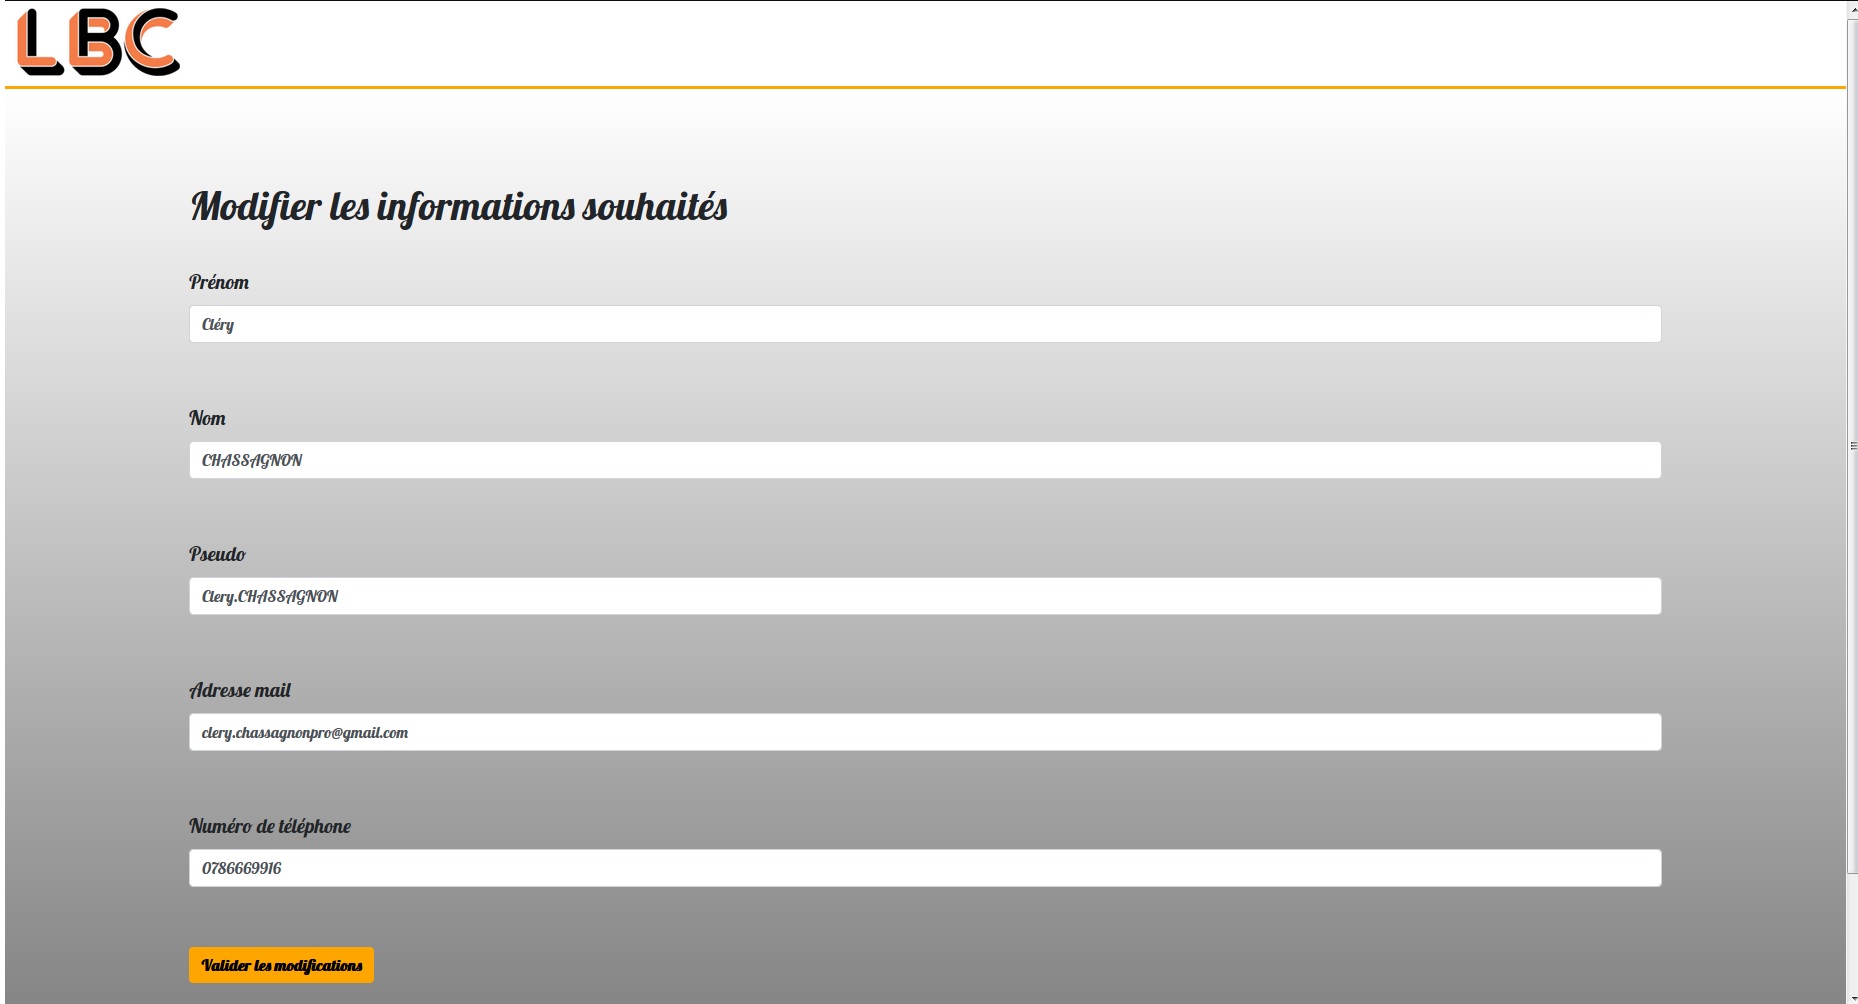 LBC
Modifier les informations souhaités
Prénom
Cléry
Nom
CHASSAGNON
Pseudo
Clery.CHASSAGNON
Adresse mail
clery.chassagnonpro@gmail.com
Numéro de téléphone
0786669916
Valider les modifications